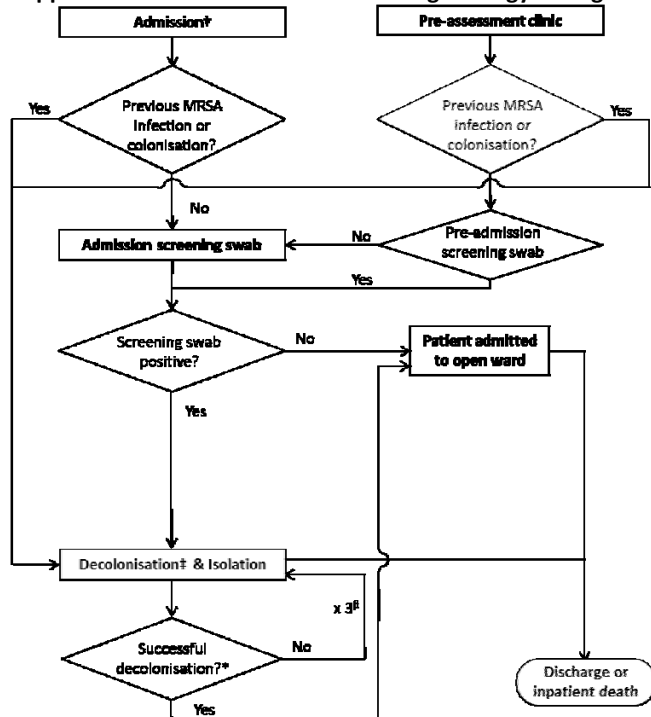 Admission†
Pre-assessment clinic
Yes
Previous MRSA
infection or
colonisation?
Previous MRSA
infection or
colonisation?
Yes
No
Admission screening swab
No
Pre-admission
screening swab
Yes
Screening swab
positive?
No
Patient admitted
to open ward
Yes
Decolonisation‡ & Isolation
x 3
Successful
decolonisation?*
No
Yes
Discharge or
inpatient death